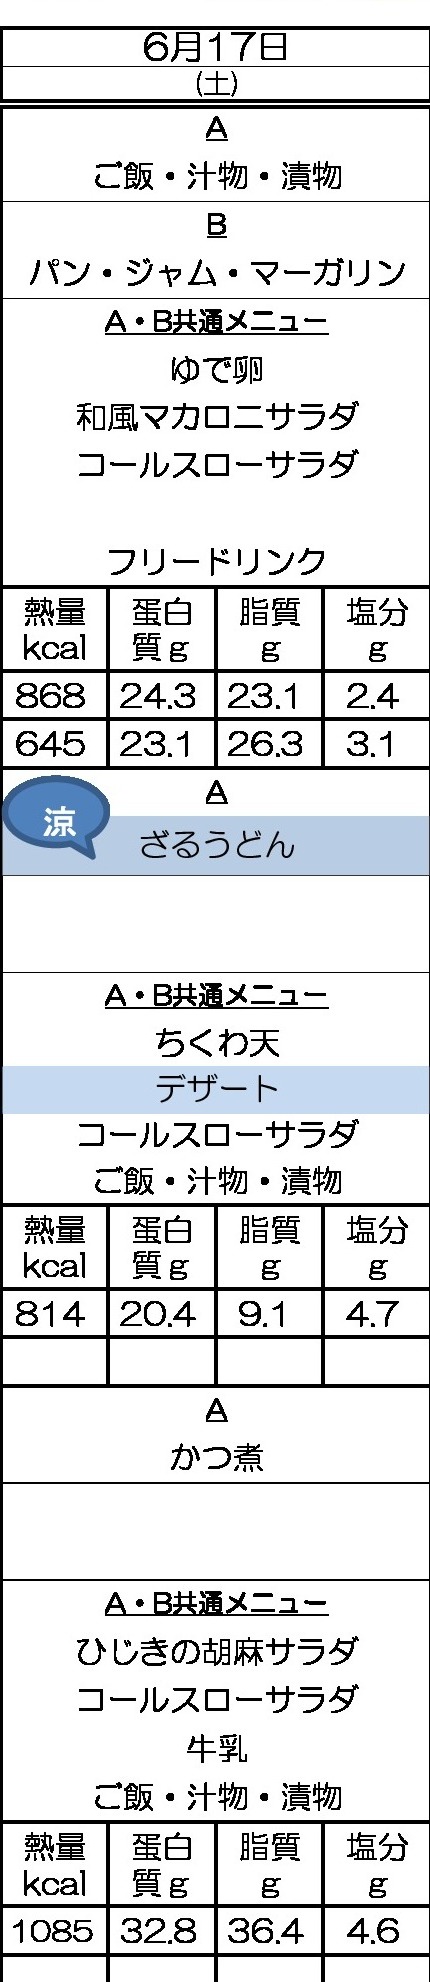 6月17日
(土)
A
ご飯・汁物・漬物
B
パン・ジャム・マーガリン
A・B共通メニュー
ゆで卵
和風マカロニサラダ
コールスローサラダ
フリードリンク
熱量 蛋白 脂質 塩分
kcal 質g g g
868 24.3 23.1 2.4
645 23.1 26.3 3.1
A
涼
ざるうどん
A・B共通メニュー
ちくわ天
デザート
コールスローサラダ
ご飯・汁物・漬物
熱量 蛋白 脂質 塩分
kcal 質g g g
814 20.4 9.1 4.7
A
かつ煮
A・B共通メニュー
ひじきの胡麻サラダ
コールスローサラダ
牛乳
ご飯・汁物・漬物
熱量 蛋白 脂質 塩分
kcal 質g g g
1085 32.8 36.4 4.6